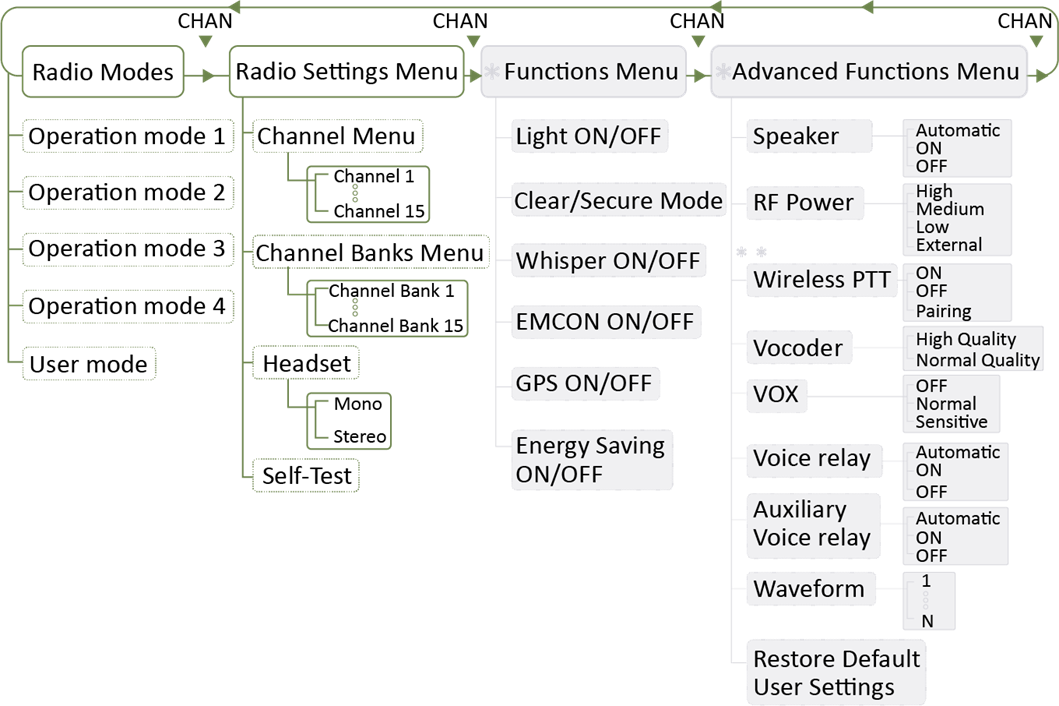 CHAN
CHAN
CHAN
CHAN
Radio Modes
Operation mode 1
Operation mode 2
Operation mode 3
Operation mode 4
User mode
Radio Settings Menu
Channel Menu
Channel 1
Channel 15
Channel Banks Menu
Channel Bank 1
Channel Bank 15
Headset
Mono
Stereo
Self-Test
* Functions Menu
Light ON/OFF
Clear/Secure Mode
Whisper ON/OFF
EMCON ON/OFF
GPS ON/OFF
Energy Saving
ON/OFF
*Advanced Functions Menu
Speaker
Automatic
ON
OFF
RF Power
High
Medium
Low
External
* *
Wireless PTT
ON
OFF
Pairing
Vocoder
High Quality
Normal Quality
VOX
OFF
Normal
Sensitive
Voice relay
Automatic
ON
OFF
Auxiliary
Voice relay
Automatic
ON
OFF
Waveform
1
N
Restore Default
User Settings